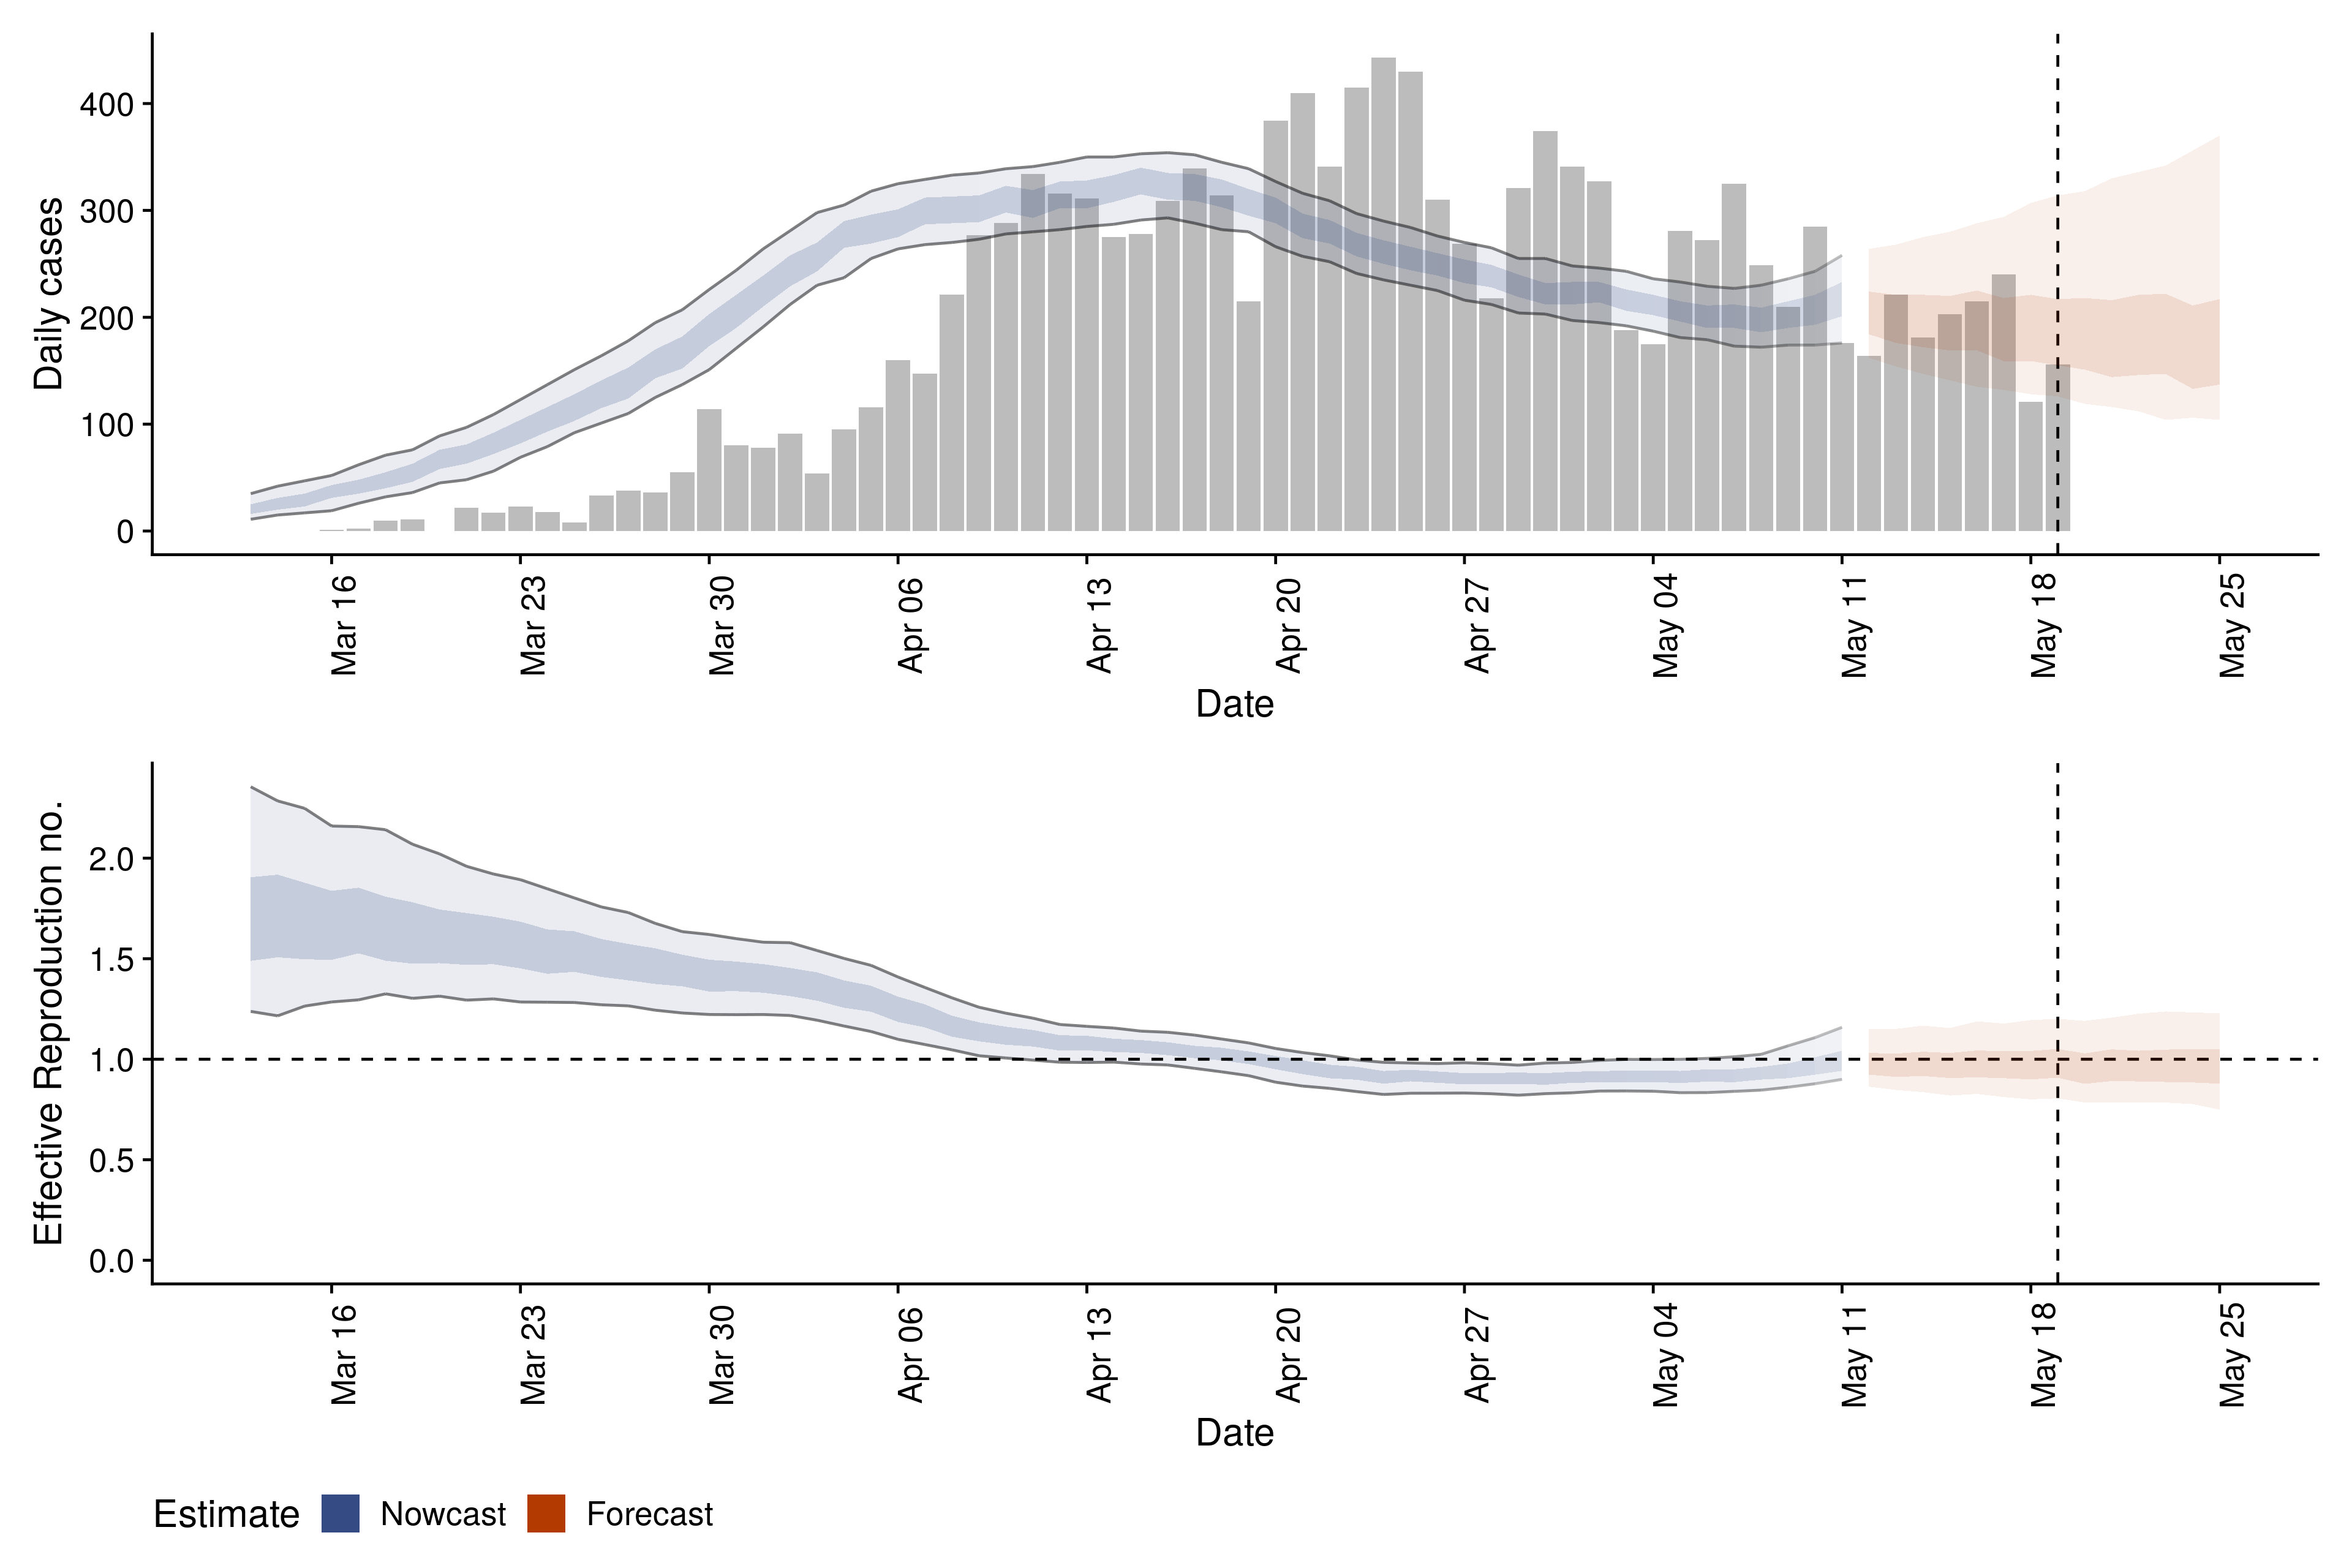 Daily cases
400
300
200
100
0
Mar 16
Mar 23
Mar 30
Apr 06
Apr 13
Apr 20
Apr 27
May 04
May 11
May 18
May 25
Date
Effective Reproduction no.
2.0
1.5
1.0
0.5
0.0
Mar 16
Mar 23
Mar 30
Apr 06
Apr 13
Apr 20
Apr 27
May 04
May 11
May 18
May 25
Date
Estimate Nowcast Forecast